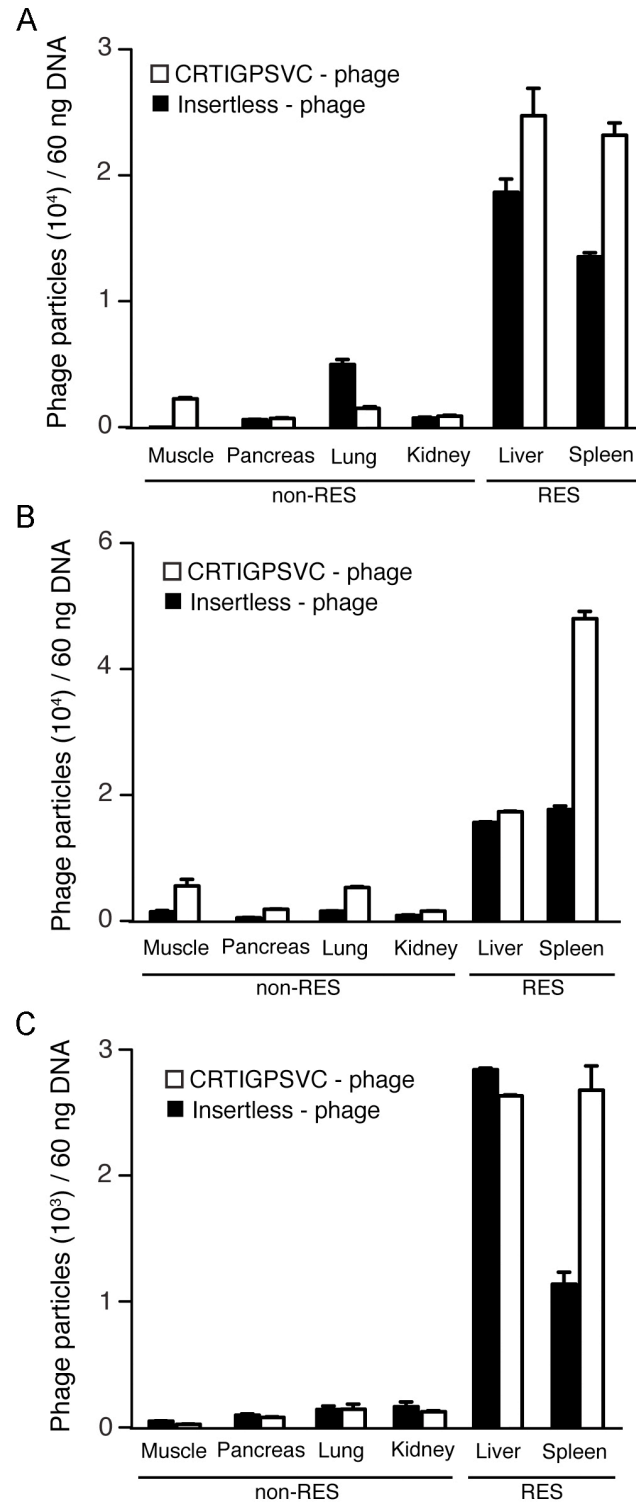 A
Phage particles (10⁴) / 60 ng DNA
3
2
1
0
CRTIGPSVC - phage
Insertless - phage
Muscle Pancreas Lung Kidney Liver Spleen
non-RES RES
B
Phage particles (10⁴) / 60 ng DNA
6
4
2
0
CRTIGPSVC - phage
Insertless - phage
Muscle Pancreas Lung Kidney Liver Spleen
non-RES RES
C
Phage particles (10³) / 60 ng DNA
3
2
1
0
CRTIGPSVC - phage
Insertless - phage
Muscle Pancreas Lung Kidney Liver Spleen
non-RES RES